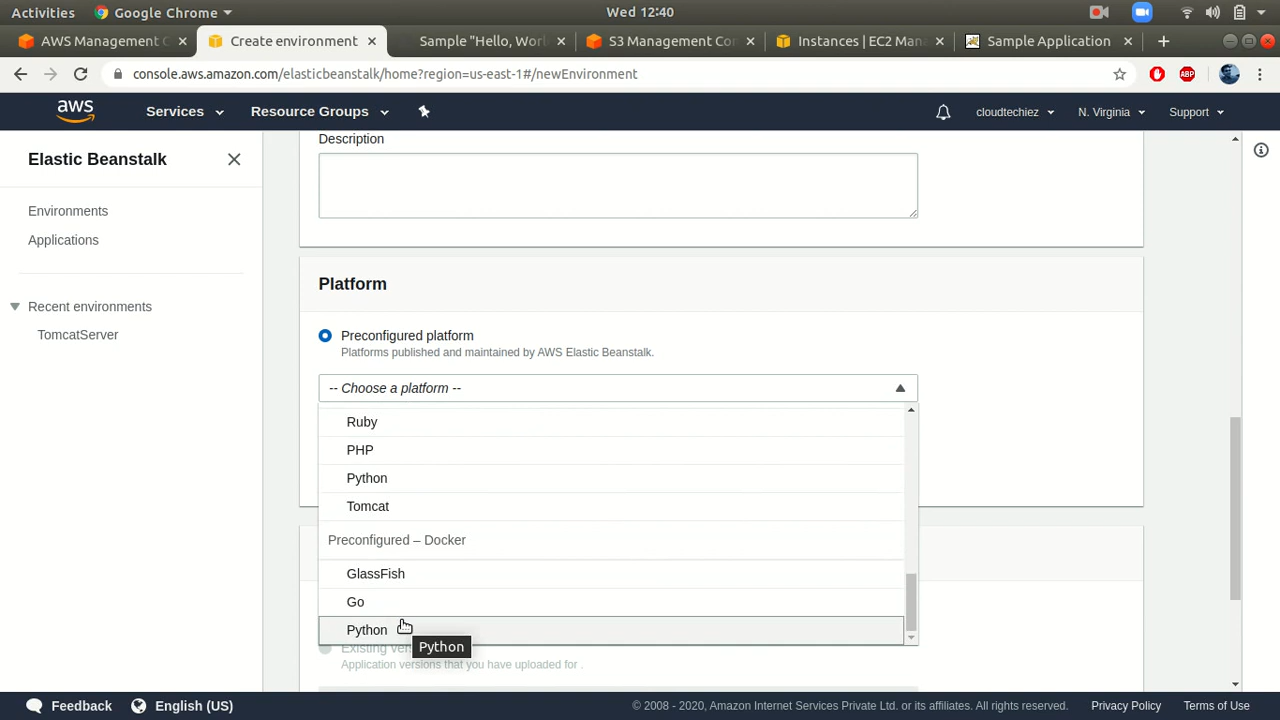 Activities Google Chrome Wed 12:40
AWS Management C Create environment Sample "Hello, Worl S3 Management Con Instances | EC2 Mana Sample Application
console.aws.amazon.com/elasticbeanstalk/home?region=us-east-1#/newEnvironment ABP
aws Services Resource Groups cloudtechiez N. Virginia Support
Elastic Beanstalk
Environments
Applications
Recent environments
TomcatServer
Description
Platform
Preconfigured platform
Platforms published and maintained by AWS Elastic Beanstalk.
-- Choose a platform --
Ruby
PHP
Python
Tomcat
Preconfigured – Docker
GlassFish
Go
Python
Python
Existing ver
Application versions that you have uploaded for .
Feedback English (US) © 2008 - 2020, Amazon Internet Services Private Ltd. or its affiliates. All rights reserved. Privacy Policy Terms of Use